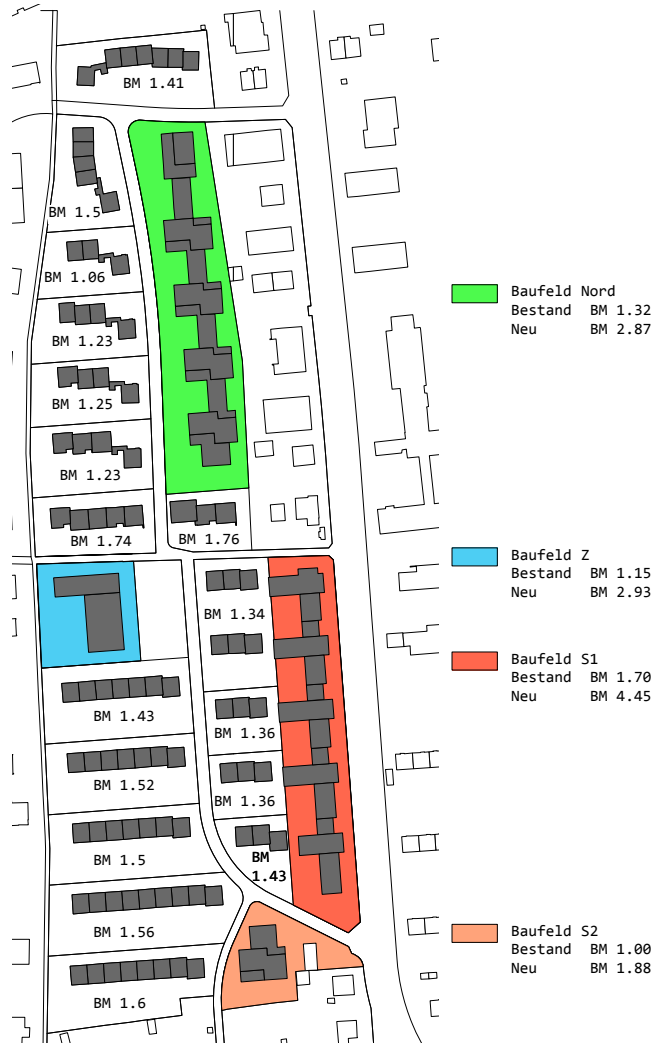 BM 1.41
BM 1.5
BM 1.06
BM 1.23
BM 1.25
BM 1.23
BM 1.74
BM 1.76
BM 1.34
BM 1.43
BM 1.36
BM 1.52
BM 1.36
BM 1.5
BM
1.43
BM 1.56
BM 1.6
Baufeld Nord
Bestand BM 1.32
Neu BM 2.87
Baufeld Z
Bestand BM 1.15
Neu BM 2.93
Baufeld S1
Bestand BM 1.70
Neu BM 4.45
Baufeld S2
Bestand BM 1.00
Neu BM 1.88